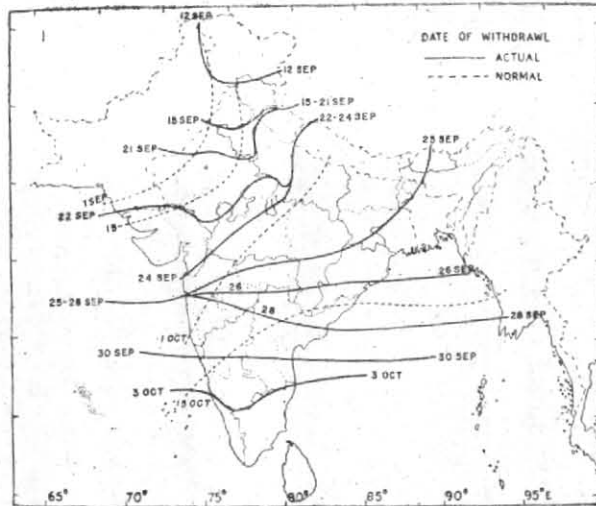 12 SEP
DATE OF WITHDRAWL
ACTUAL
NORMAL
12 SEP
15-21 SEP
18 SEP
22-24 SEP
21 SEP
25 SEP
1 SEP
22 SEP
15
24 SEP
26
26 SEP
25-28 SEP
28
28 SEP
1 OCT
30 SEP
30 SEP
3 OCT
3 OCT
15 OCT
65° 70° 75° 80° 85° 90° 95°E